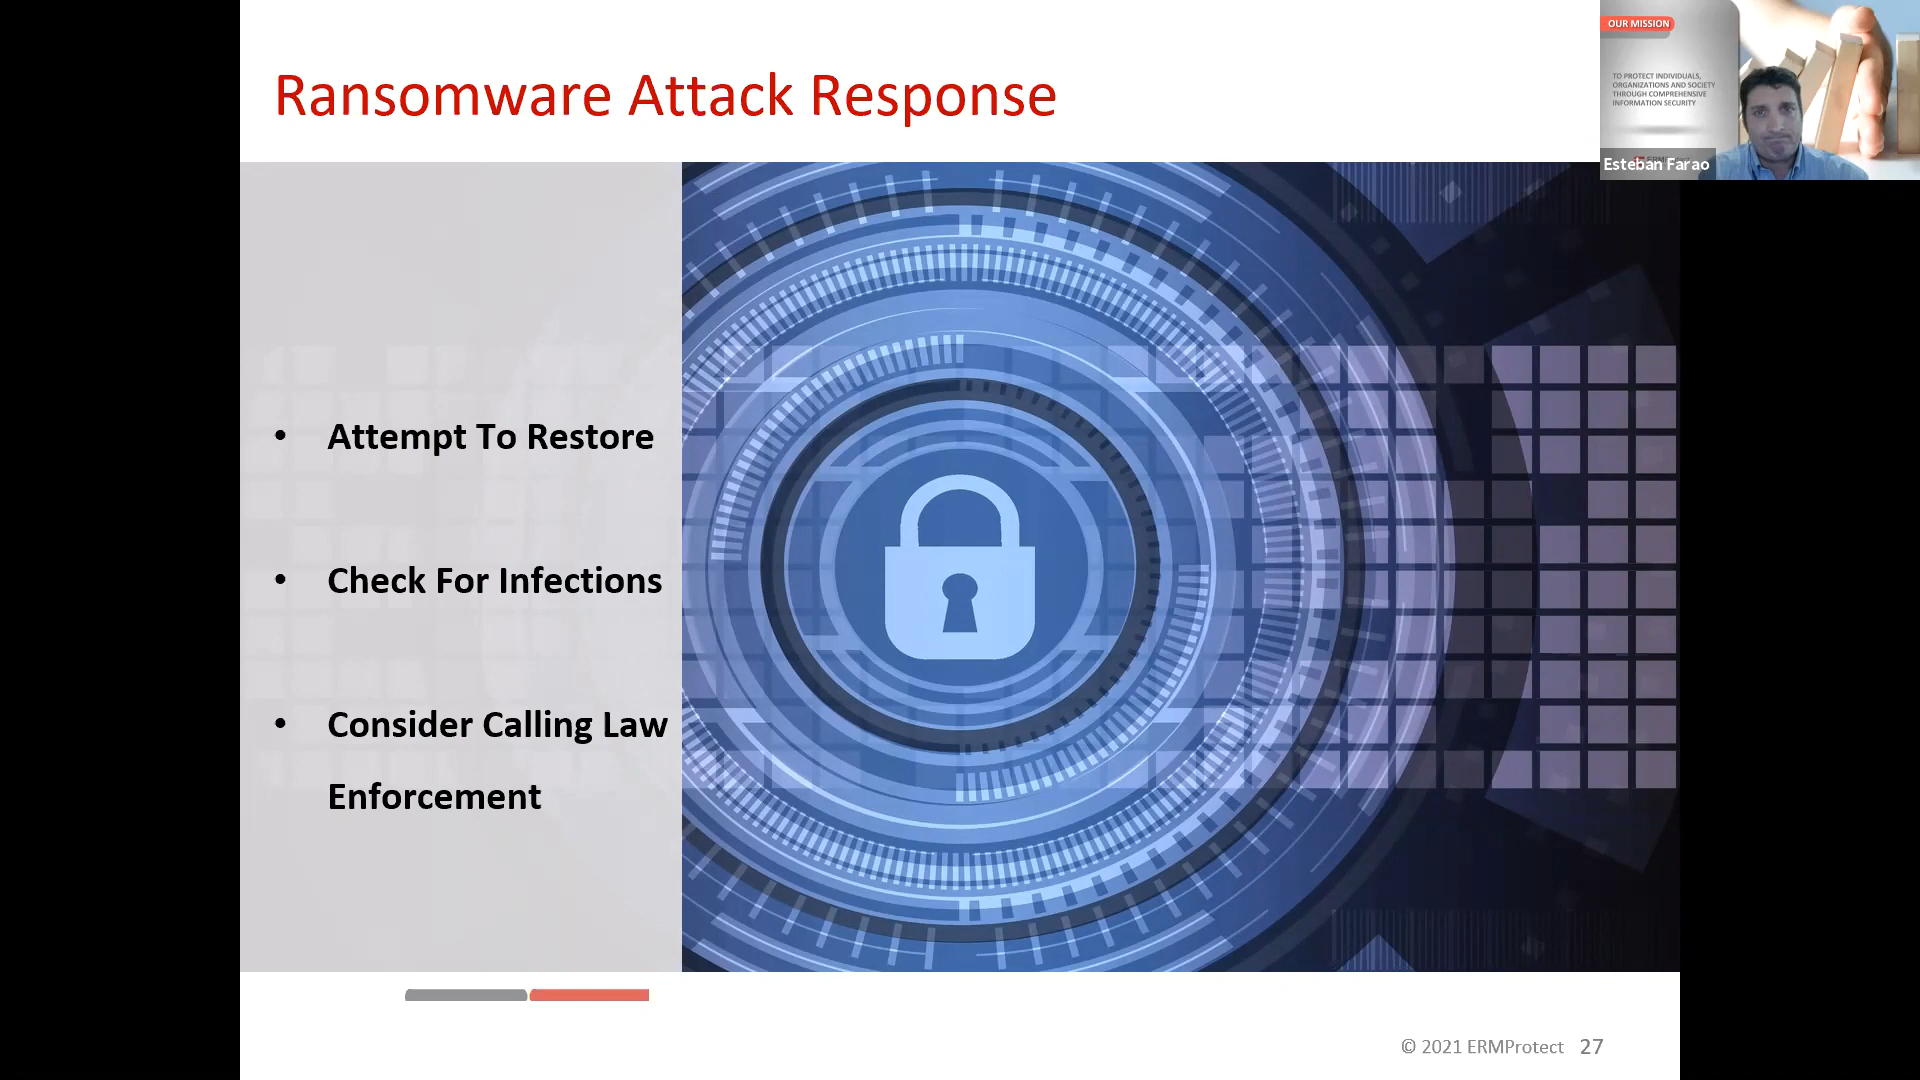 Ransomware Attack Response
OUR MISSION
TO PROTECT INDIVIDUALS,
ORGANIZATIONS AND SOCIETY
THROUGH COMPREHENSIVE
INFORMATION SECURITY
Esteban Farao
• Attempt To Restore
• Check For Infections
• Consider Calling Law
Enforcement
© 2021 ERMProtect 27